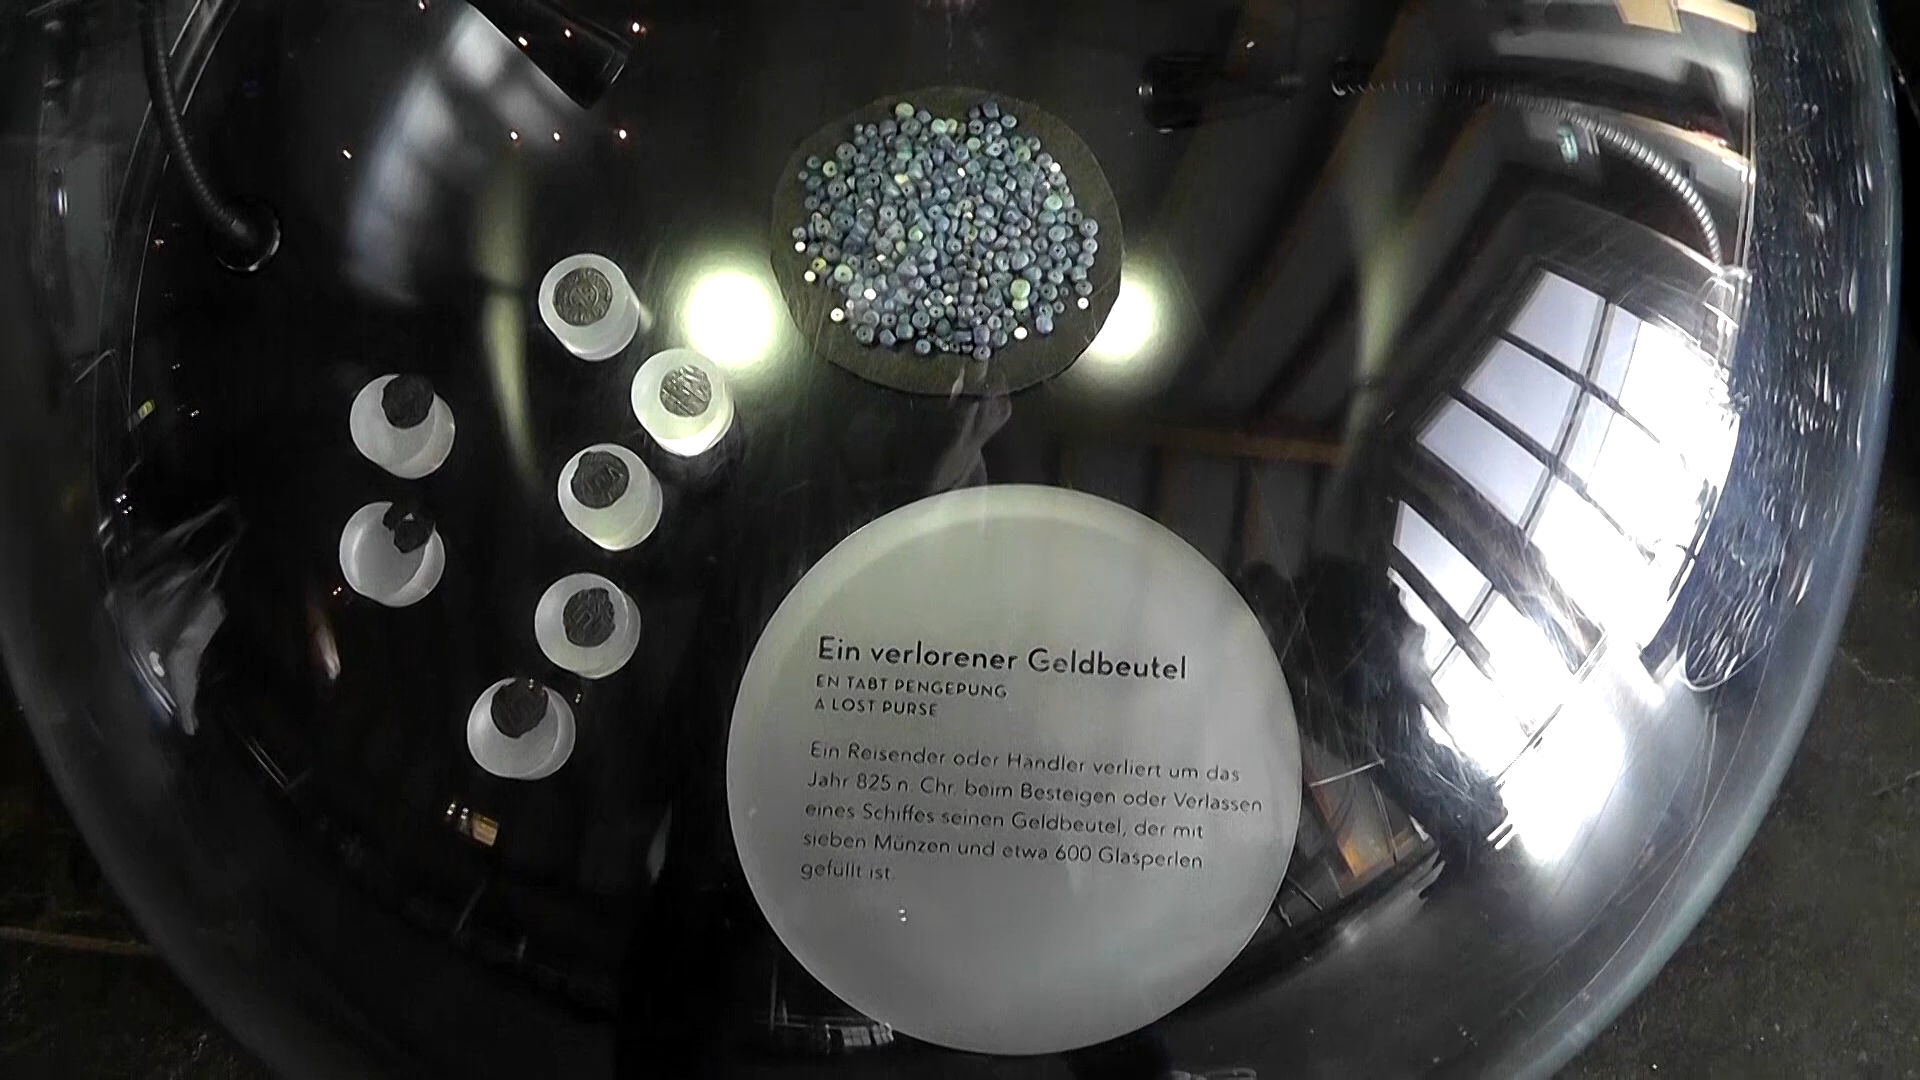 Ein verlorener Geldbeutel
EN TABT PENGEPUNG
A LOST PURSE
Ein Reisender oder Händler verliert um das
Jahr 825 n. Chr. beim Besteigen oder Verlassen
eines Schiffes seinen Geldbeutel, der mit
sieben Münzen und etwa 600 Glasperlen
gefüllt ist.